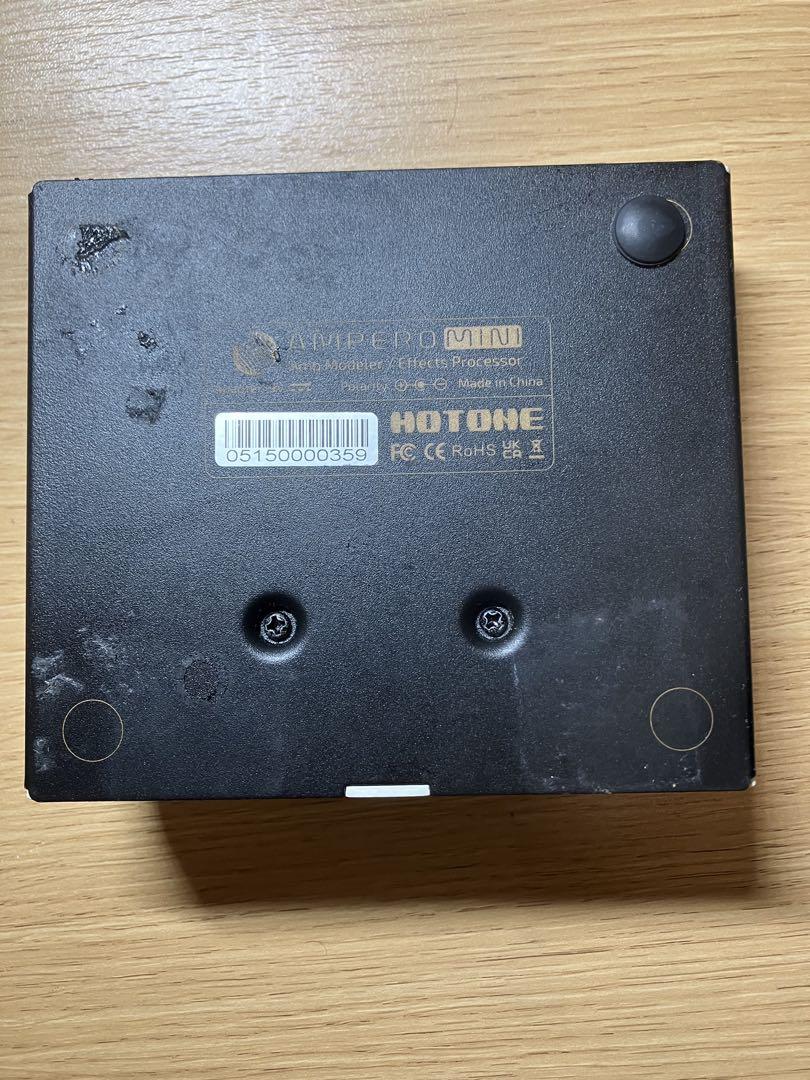 AMPERO MINI
Amp Modeler / Effects Processor
Polarity Made in China
HOTONE
05150000359
FC CE RoHS UK CA